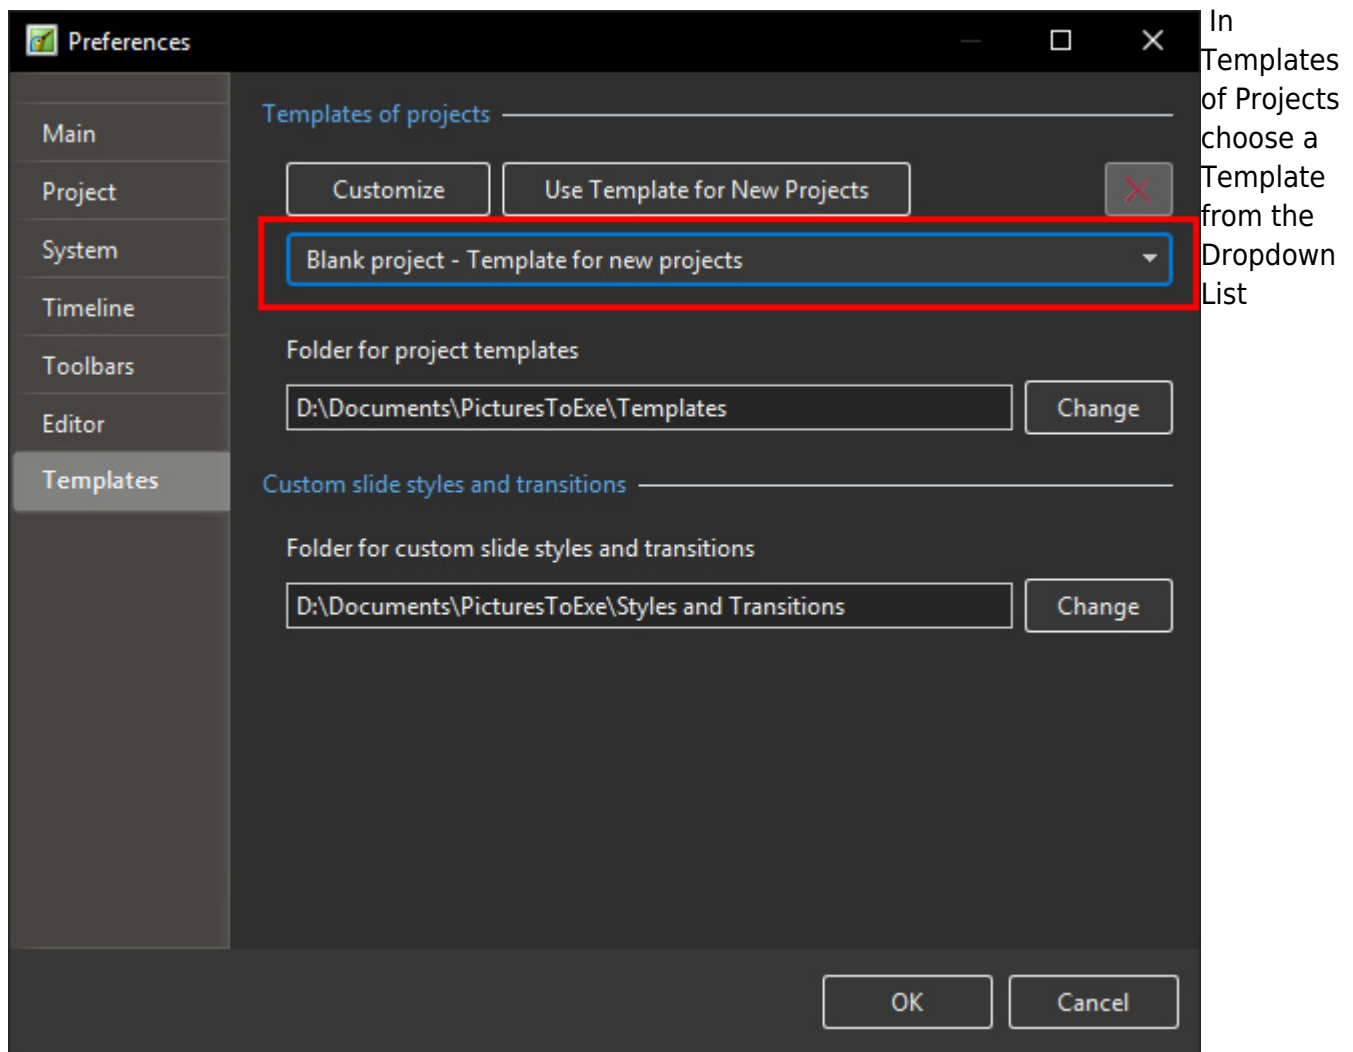 Preferences
Main
Project
System
Timeline
Toolbars
Editor
Templates
Templates of projects
Customize
Use Template for New Projects
Blank project - Template for new projects
Folder for project templates
D:\Documents\PicturesToExe\Templates
Change
Custom slide styles and transitions
Folder for custom slide styles and transitions
D:\Documents\PicturesToExe\Styles and Transitions
Change
OK
Cancel
In
Templates
of Projects
choose a
Template
from the
Dropdown
List